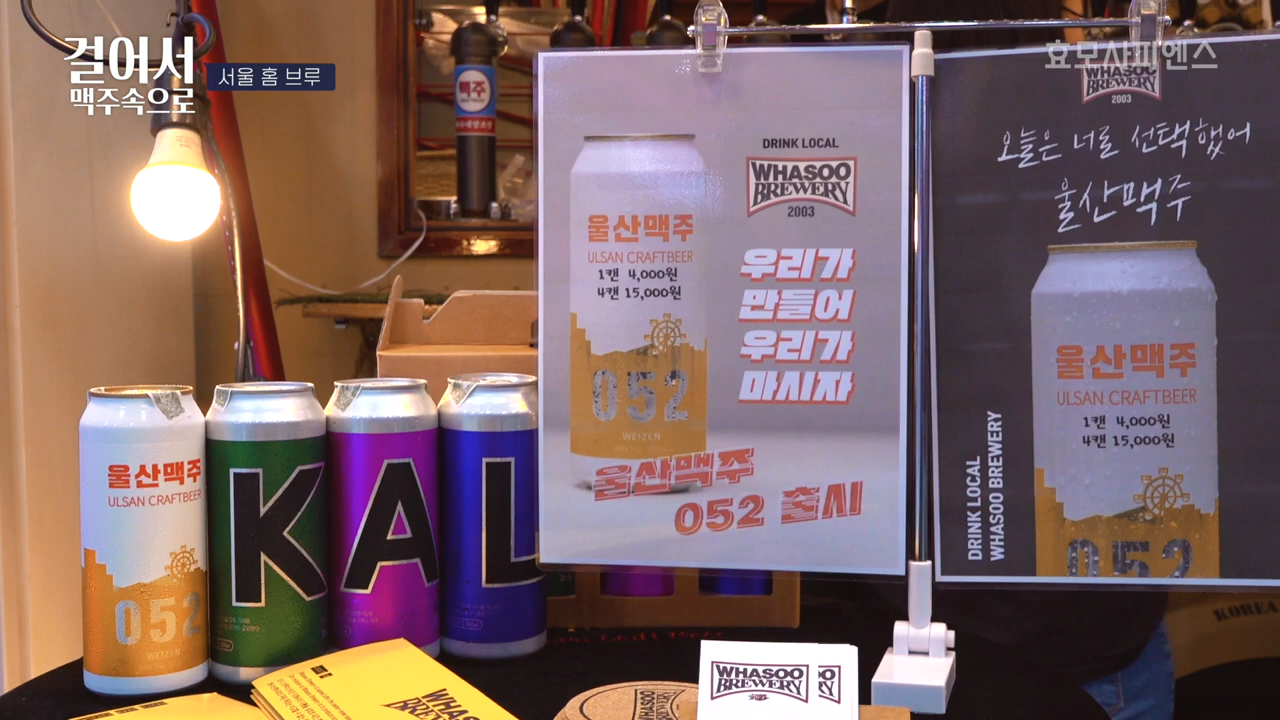 걸어서
맥주속으로
서울 홈 브루
효모사피엔스
맥주
울산맥주
ULSAN CRAFTBEER
052
WEIZEN
K
A
L
DRINK LOCAL
WHASOO
BREWERY
2003
울산맥주
ULSAN CRAFTBEER
1캔 4,000원
4캔 15,000원
052
WEIZEN
우리가
만들어
우리가
마시자
울산맥주
052 출시
WHASOO
BREWERY
2003
오늘은 너로 선택했어
울산맥주
울산맥주
ULSAN CRAFTBEER
1캔 4,000원
4캔 15,000원
052
DRINK LOCAL
WHASOO BREWERY
WHASOO
BREWERY
WHASOO
BREWERY
KOREA